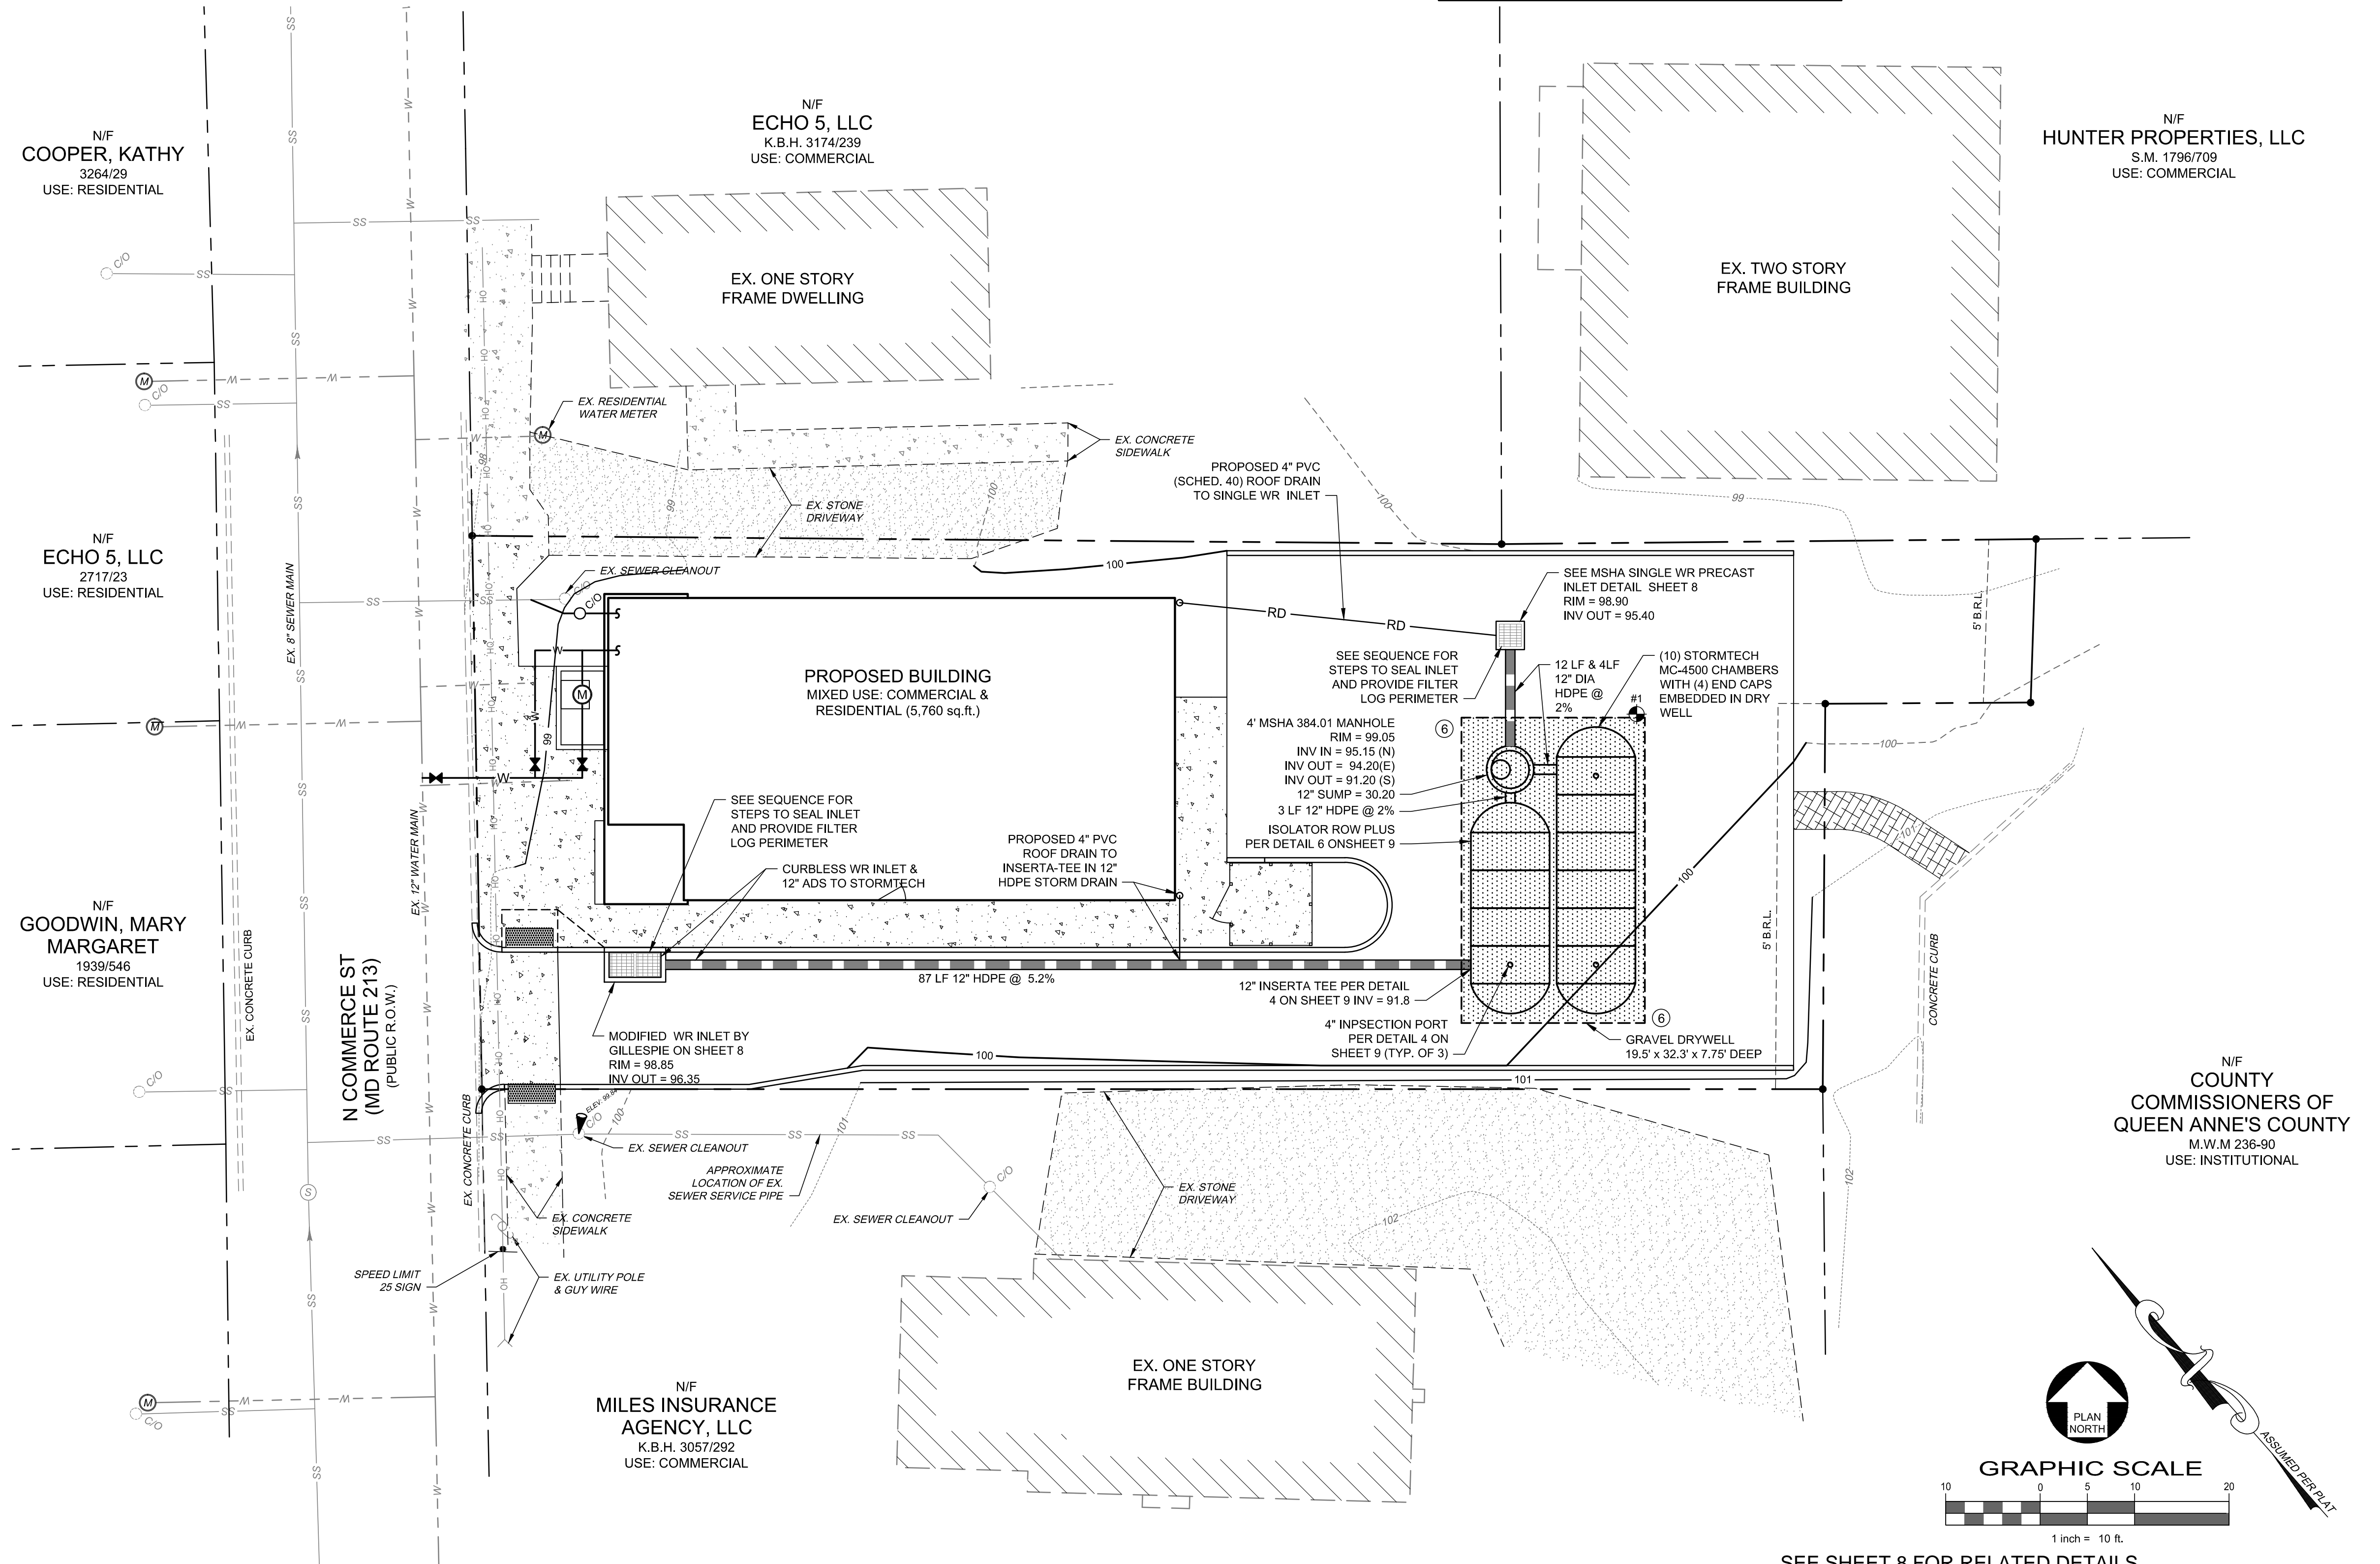 N/F
COOPER, KATHY
3264/29
USE: RESIDENTIAL
N/F
ECHO 5, LLC
K.B.H. 3174/239
USE: COMMERCIAL
N/F
HUNTER PROPERTIES, LLC
S.M. 1796/709
USE: COMMERCIAL
EX. ONE STORY
FRAME DWELLING
EX. TWO STORY
FRAME BUILDING
EX. RESIDENTIAL
WATER METER
EX. CONCRETE
SIDEWALK
EX. STONE
DRIVEWAY
PROPOSED 4" PVC
(SCHED. 40) ROOF DRAIN
TO SINGLE WR INLET
N/F
ECHO 5, LLC
2717/23
USE: RESIDENTIAL
EX. 8" SEWER MAIN
EX. SEWER CLEANOUT
SEE MSHA SINGLE WR PRECAST
INLET DETAIL SHEET 8
RIM = 98.90
INV OUT = 95.40
PROPOSED BUILDING
MIXED USE: COMMERCIAL &
RESIDENTIAL (5,760 sq.ft.)
SEE SEQUENCE FOR
STEPS TO SEAL INLET
AND PROVIDE FILTER
LOG PERIMETER
12 LF & 4LF
12" DIA
HDPE @
2%
(10) STORMTECH
MC-4500 CHAMBERS
WITH (4) END CAPS
EMBEDDED IN DRY
WELL
#1
5' B.R.L.
4' MSHA 384.01 MANHOLE
RIM = 99.05
INV IN = 95.15 (N)
INV OUT = 94.20(E)
INV OUT = 91.20 (S)
12" SUMP = 30.20
3 LF 12" HDPE @ 2%
ISOLATOR ROW PLUS
PER DETAIL 6 ONSHEET 9
6
SEE SEQUENCE FOR
STEPS TO SEAL INLET
AND PROVIDE FILTER
LOG PERIMETER
CURBLESS WR INLET &
12" ADS TO STORMTECH
PROPOSED 4" PVC
ROOF DRAIN TO
INSERTA-TEE IN 12"
HDPE STORM DRAIN
EX. 12" WATER MAIN
N/F
GOODWIN, MARY
MARGARET
1939/546
USE: RESIDENTIAL
EX. CONCRETE CURB
N COMMERCE ST
(MD ROUTE 213)
(PUBLIC R.O.W.)
87 LF 12" HDPE @ 5.2%
12" INSERTA TEE PER DETAIL
4 ON SHEET 9 INV = 91.8
4" INPSECTION PORT
PER DETAIL 4 ON
SHEET 9 (TYP. OF 3)
6
GRAVEL DRYWELL
19.5' x 32.3' x 7.75' DEEP
5' B.R.L.
CONCRETE CURB
MODIFIED WR INLET BY
GILLESPIE ON SHEET 8
RIM = 98.85
INV OUT = 96.35
EX. CONCRETE CURB
ELEV: 99.84
EX. SEWER CLEANOUT
APPROXIMATE
LOCATION OF EX.
SEWER SERVICE PIPE
EX. SEWER CLEANOUT
EX. STONE
DRIVEWAY
EX. CONCRETE
SIDEWALK
SPEED LIMIT
25 SIGN
EX. UTILITY POLE
& GUY WIRE
N/F
COUNTY
COMMISSIONERS OF
QUEEN ANNE'S COUNTY
M.W.M 236-90
USE: INSTITUTIONAL
N/F
MILES INSURANCE
AGENCY, LLC
K.B.H. 3057/292
USE: COMMERCIAL
EX. ONE STORY
FRAME BUILDING
PLAN
NORTH
ASSUMED PER PLAT
GRAPHIC SCALE
10 0 5 10 20
1 inch = 10 ft.
SEE SHEET 8 FOR RELATED DETAILS